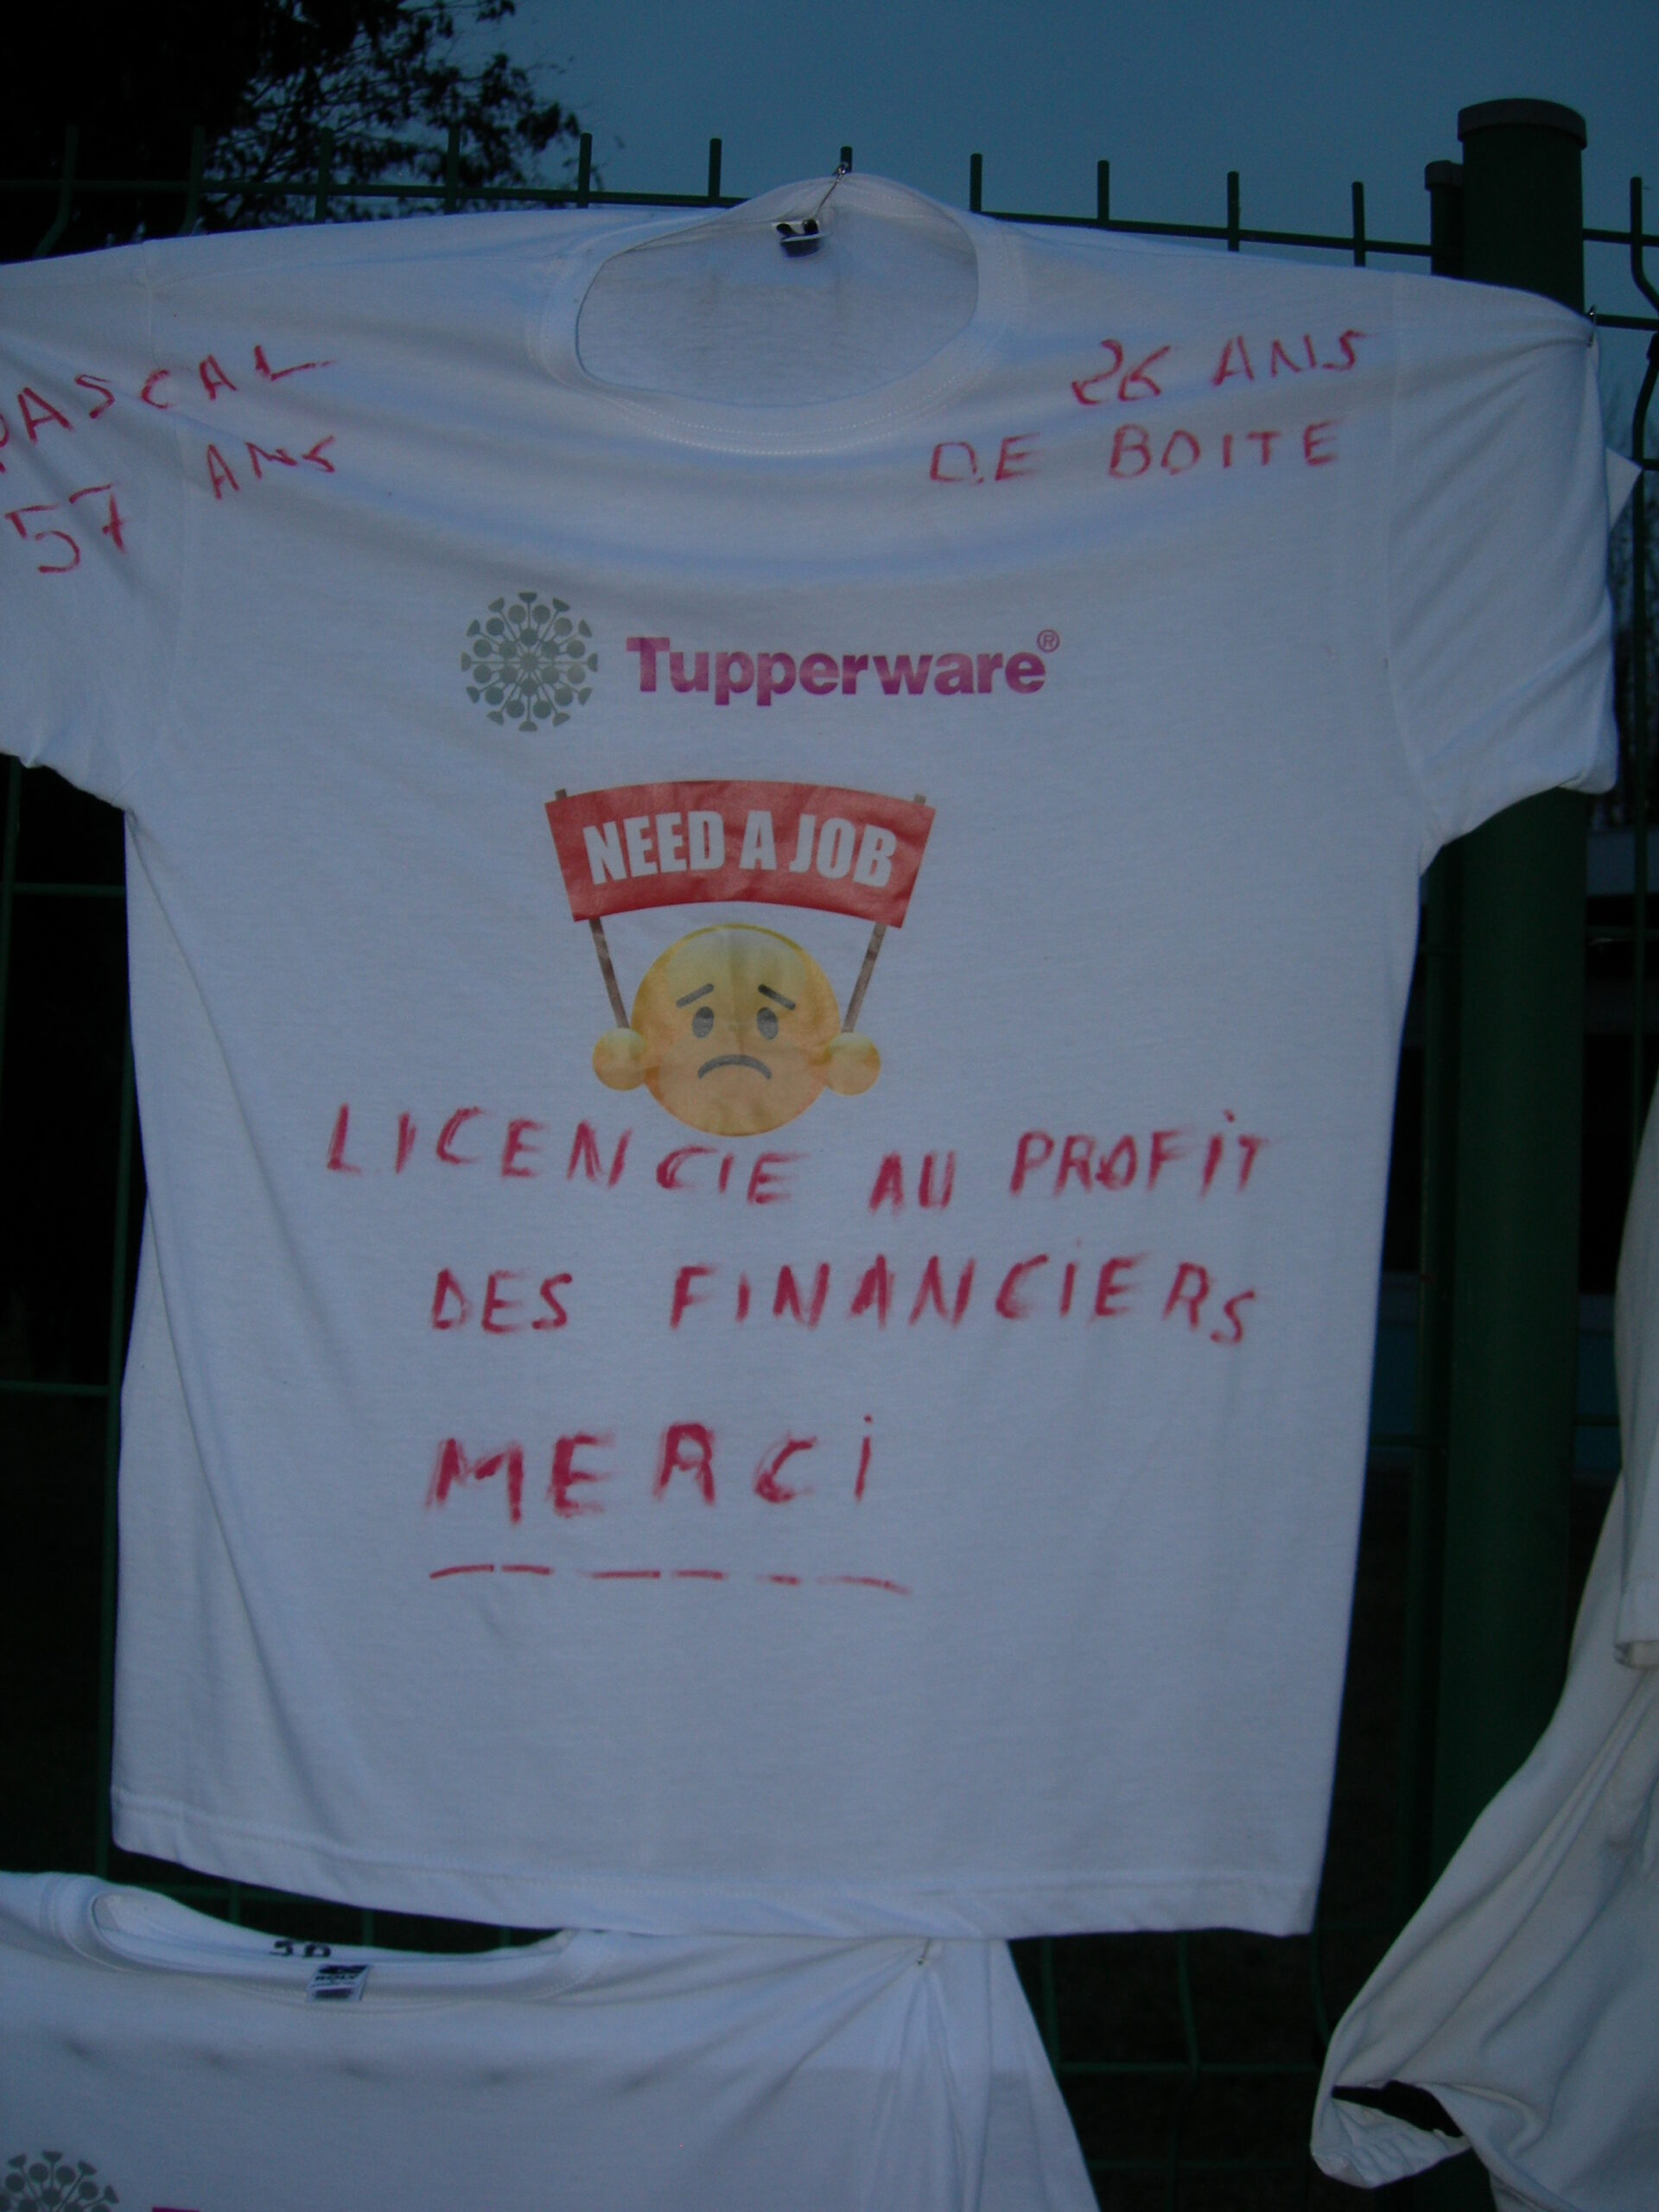 PASCAL
57 ANS
26 ANS
DE BOITE
Tupperware®
NEED A JOB
LICENCIE AU PROFIT
DES FINANCIERS
MERCI